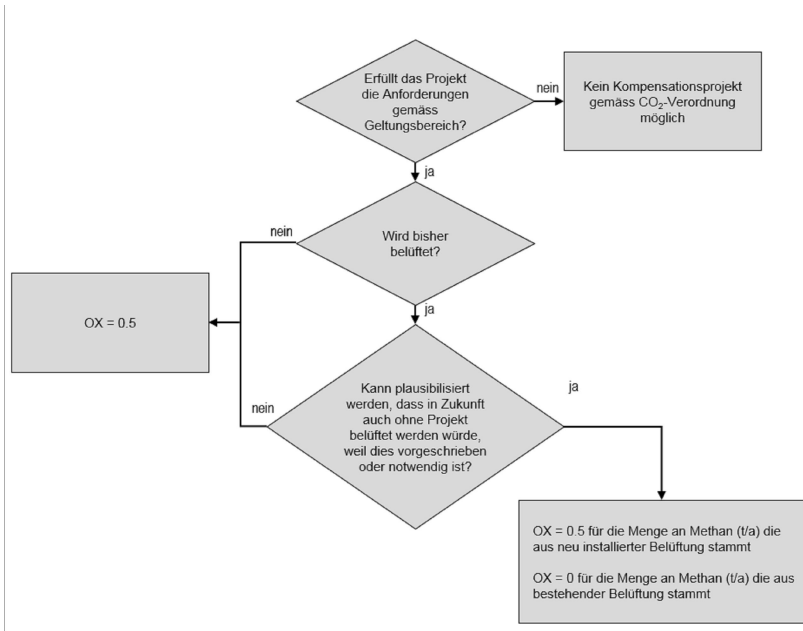 Erfüllt das Projekt
die Anforderungen
gemäss
Geltungsbereich?
nein
Kein Kompensationsprojekt
gemäss CO₂-Verordnung
möglich
ja
Wird bisher
belüftet?
nein
ja
OX = 0.5
Kann plausibilisiert
werden, dass in Zukunft
auch ohne Projekt
belüftet werden würde,
weil dies vorgeschrieben
oder notwendig ist?
nein
ja
OX = 0.5 für die Menge an Methan (t/a) die
aus neu installierter Belüftung stammt
OX = 0 für die Menge an Methan (t/a) die aus
bestehender Belüftung stammt